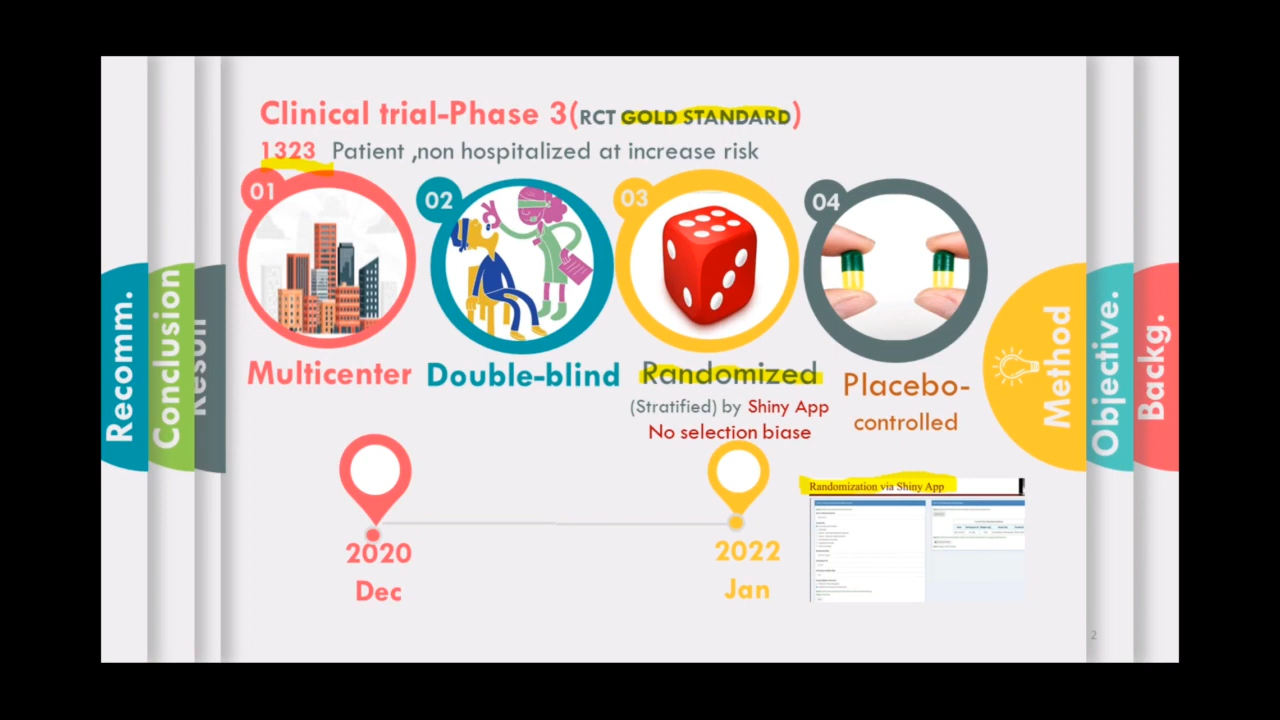 Clinical trial-Phase 3(RCT GOLD STANDARD)
1323 Patient ,non hospitalized at increase risk
01
02
03
04
Multicenter
Double-blind
Randomized
(Stratified) by Shiny App
No selection biase
Placebo-
controlled
2020
Dec
2022
Jan
Randomization via Shiny App
Recomm.
Conclusion
Method
Objective.
Backg.
2